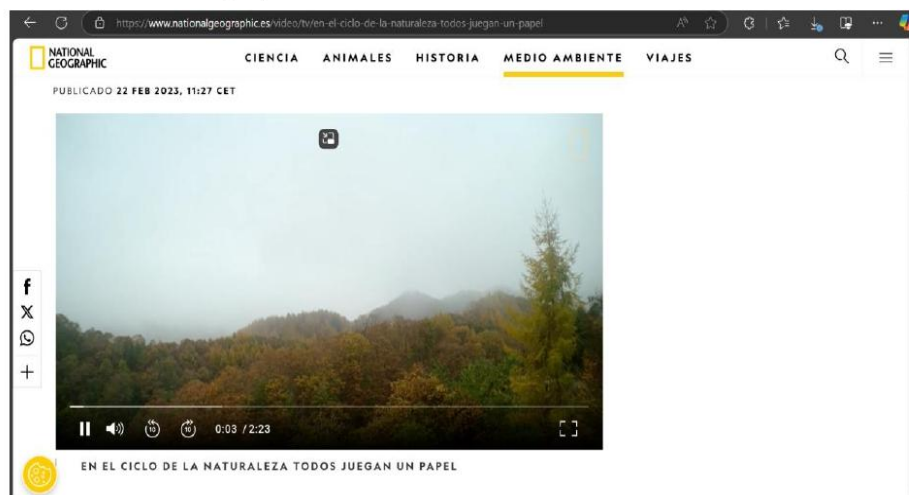 https://www.nationalgeographic.es/video/tv/en-el-ciclo-de-la-naturaleza-todos-juegan-un-papel
NATIONAL GEOGRAPHIC
CIENCIA ANIMALES HISTORIA MEDIO AMBIENTE VIAJES
PUBLICADO 22 FEB 2023, 11:27 CET
10 10 0:03 / 2:23
EN EL CICLO DE LA NATURALEZA TODOS JUEGAN UN PAPEL